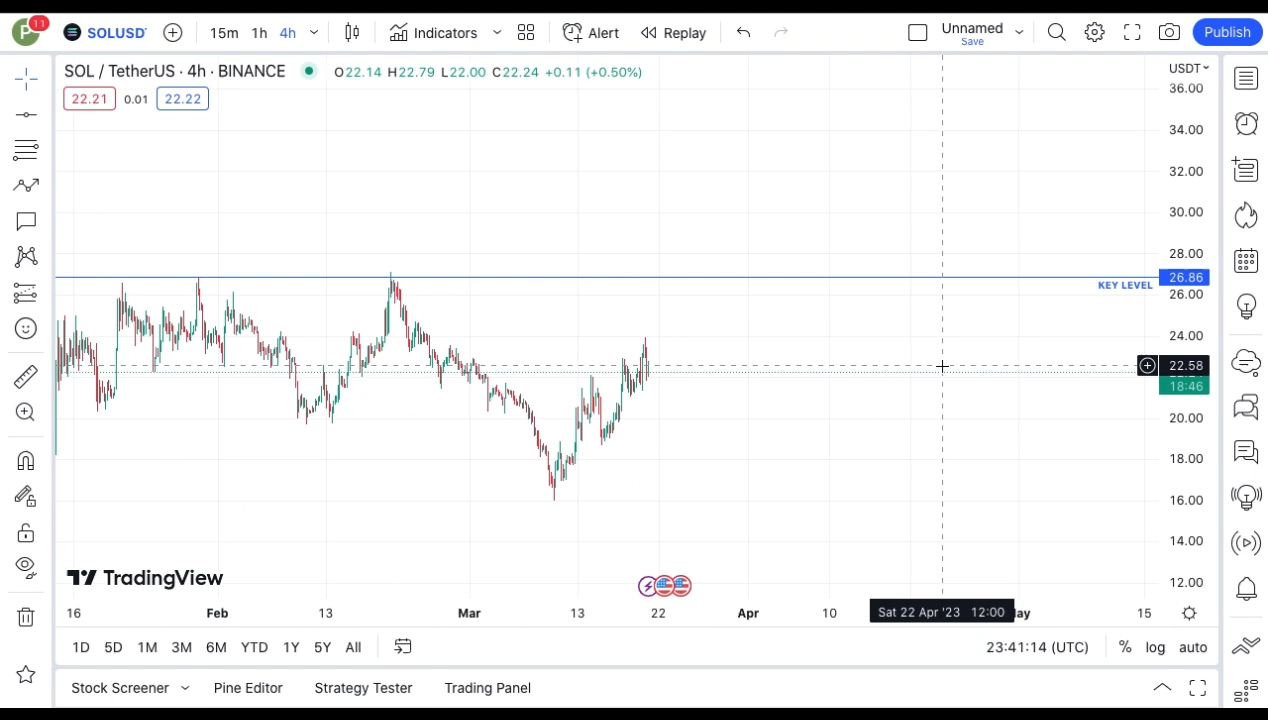 P 11 SOLUSDT 15m 1h 4h Indicators Alert Replay Unnamed Save Publish
SOL / TetherUS · 4h · BINANCE O22.14 H22.79 L22.00 C22.24 +0.11 (+0.50%)
22.21 0.01 22.22
USDT
36.00
34.00
32.00
30.00
28.00
26.86
KEY LEVEL
26.00
24.00
22.58
18:46
20.00
18.00
16.00
14.00
12.00
TradingView
16 Feb 13 Mar 13 22 Apr 10 Sat 22 Apr '23 12:00 May 15
1D 5D 1M 3M 6M YTD 1Y 5Y All 23:41:14 (UTC) % log auto
Stock Screener Pine Editor Strategy Tester Trading Panel